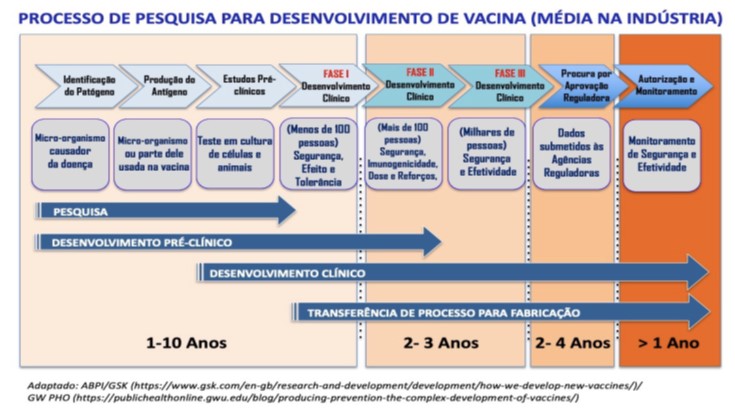 PROCESSO DE PESQUISA PARA DESENVOLVIMENTO DE VACINA (MÉDIA NA INDÚSTRIA)
Identificação
do Patógeno
Produção do
Antígeno
Estudos Pré-
clínicos
FASE I
Desenvolvimento
Clínico
FASE II
Desenvolvimento
Clínico
FASE III
Desenvolvimento
Clínico
Procura por
Aprovação
Reguladora
Autorização e
Monitoramento
Micro-organismo
causador
da doença
Micro-organismo
ou parte dele
usada na vacina
Teste em cultura
de células e
animais
(Menos de 100
pessoas)
Segurança,
Efeito e
Tolerância
(Mais de 100
pessoas)
Segurança,
Imunogenicidade,
Dose e Reforços,
(Milhares de
pessoas)
Segurança
e Efetividade
Dados
submetidos às
Agências
Reguladoras
Monitoramento
de Segurança e
Efetividade
PESQUISA
DESENVOLVIMENTO PRÉ-CLÍNICO
DESENVOLVIMENTO CLÍNICO
TRANSFERÊNCIA DE PROCESSO PARA FABRICAÇÃO
1-10 Anos
2- 3 Anos
2- 4 Anos
> 1 Ano
Adaptado: ABPI/GSK (https://www.gsk.com/en-gb/research-and-development/development/how-we-develop-new-vaccines/)/
GW PHO (https://publichealthonline.gwu.edu/blog/producing-prevention-the-complex-development-of-vaccines/)